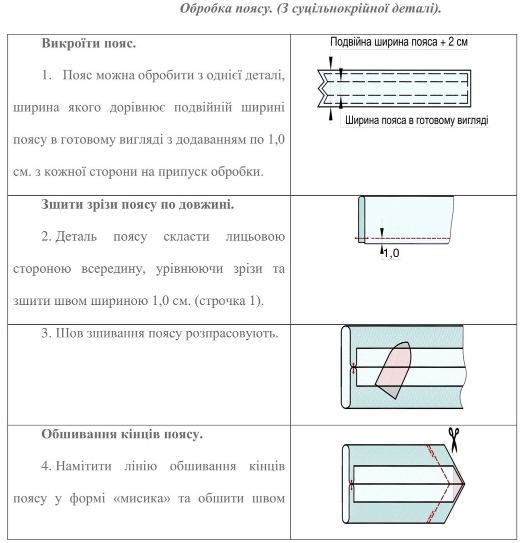 Обробка поясу. (З суцільнокрійної деталі).
Викроїти пояс.
1. Пояс можна обробити з однієї деталі,
ширина якого дорівнює подвійній ширині
поясу в готовому вигляді з додаванням по 1,0
см. з кожної сторони на припуск обробки.
Подвійна ширина пояса + 2 см
Ширина пояса в готовому вигляді
Зшити зрізи поясу по довжині.
2. Деталь поясу скласти лицьовою
стороною всередину, урівнюючи зрізи та
зшити швом шириною 1,0 см. (строчка 1).
1,0
3. Шов зшивання поясу розпрасовують.
Обшивання кінців поясу.
4. Намітити лінію обшивання кінців
поясу у формі «мисика» та обшити швом